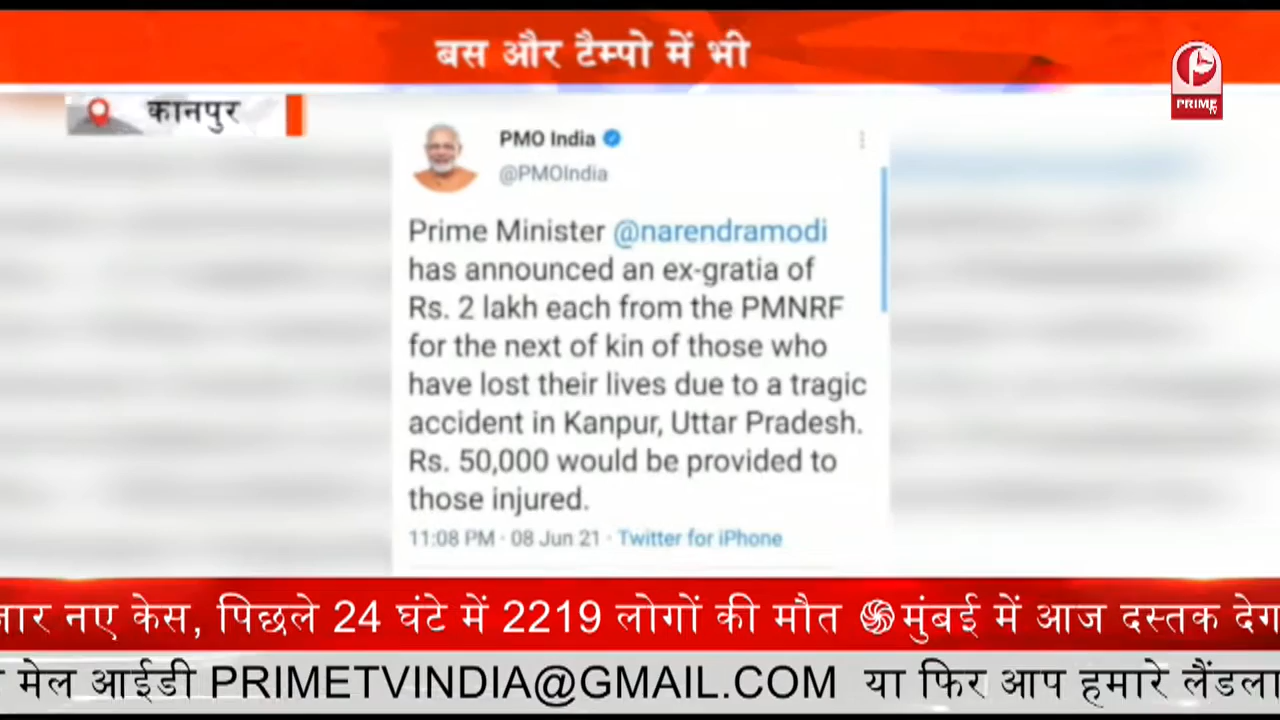 बस और टैम्पो में भी
PRIME
TV
कानपुर
PMO India
@PMOIndia
Prime Minister @narendramodi
has announced an ex-gratia of
Rs. 2 lakh each from the PMNRF
for the next of kin of those who
have lost their lives due to a tragic
accident in Kanpur, Uttar Pradesh.
Rs. 50,000 would be provided to
those injured.
11:08 PM · 08 Jun 21 · Twitter for iPhone
नए केस, पिछले 24 घंटे में 2219 लोगों की मौत मुंबई में आज दस्तक
मेल आईडी PRIMETVINDIA@GMAIL.COM या फिर आप हमारे